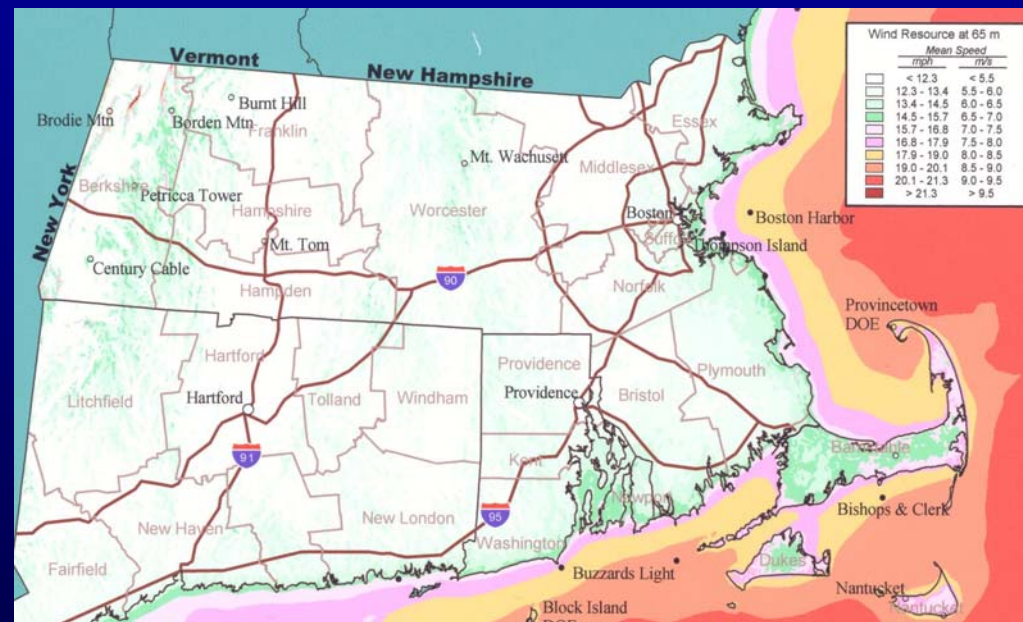 Vermont
New Hampshire
New York
Brodie Mtn
Borden Mtn
Burnt Hill
Franklin
Mt. Wachusett
Essex
Middlesex
Berkshire
Petricca Tower
Hampshire
Worcester
Boston
Boston Harbor
Thompson Island
Mt. Tom
Century Cable
90
Hampden
Norfolk
Provincetown
DOE
Hartford
Providence
Plymouth
Litchfield
Hartford
Tolland
Windham
Providence
Bristol
91
Kent
Barnstable
Newport
Bishops & Clerk
New Haven
New London
95
Washington
Dukes
Fairfield
Buzzards Light
Nantucket
Nantucket
Block Island
Wind Resource at 65 m
Mean Speed
mph m/s
< 12.3 < 5.5
12.3 - 13.4 5.5 - 6.0
13.4 - 14.5 6.0 - 6.5
14.5 - 15.7 6.5 - 7.0
15.7 - 16.8 7.0 - 7.5
16.8 - 17.9 7.5 - 8.0
17.9 - 19.0 8.0 - 8.5
19.0 - 20.1 8.5 - 9.0
20.1 - 21.3 9.0 - 9.5
> 21.3 > 9.5